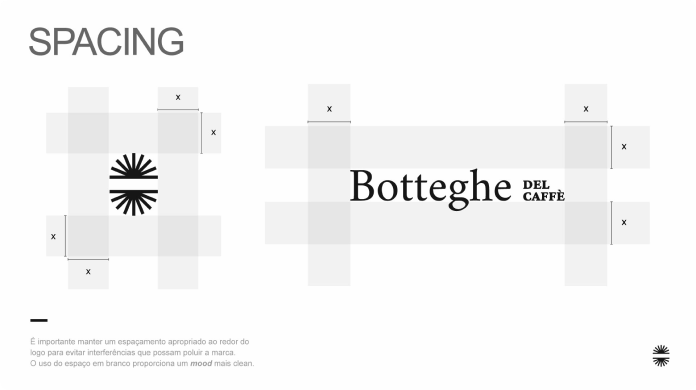 SPACING
x
x
x
x
x
x
x
x
Botteghe DEL
CAFFÈ
É importante manter um espaçamento apropriado ao redor do
logo para evitar interferências que possam poluir a marca.
O uso do espaço em branco proporciona um mood mais clean.